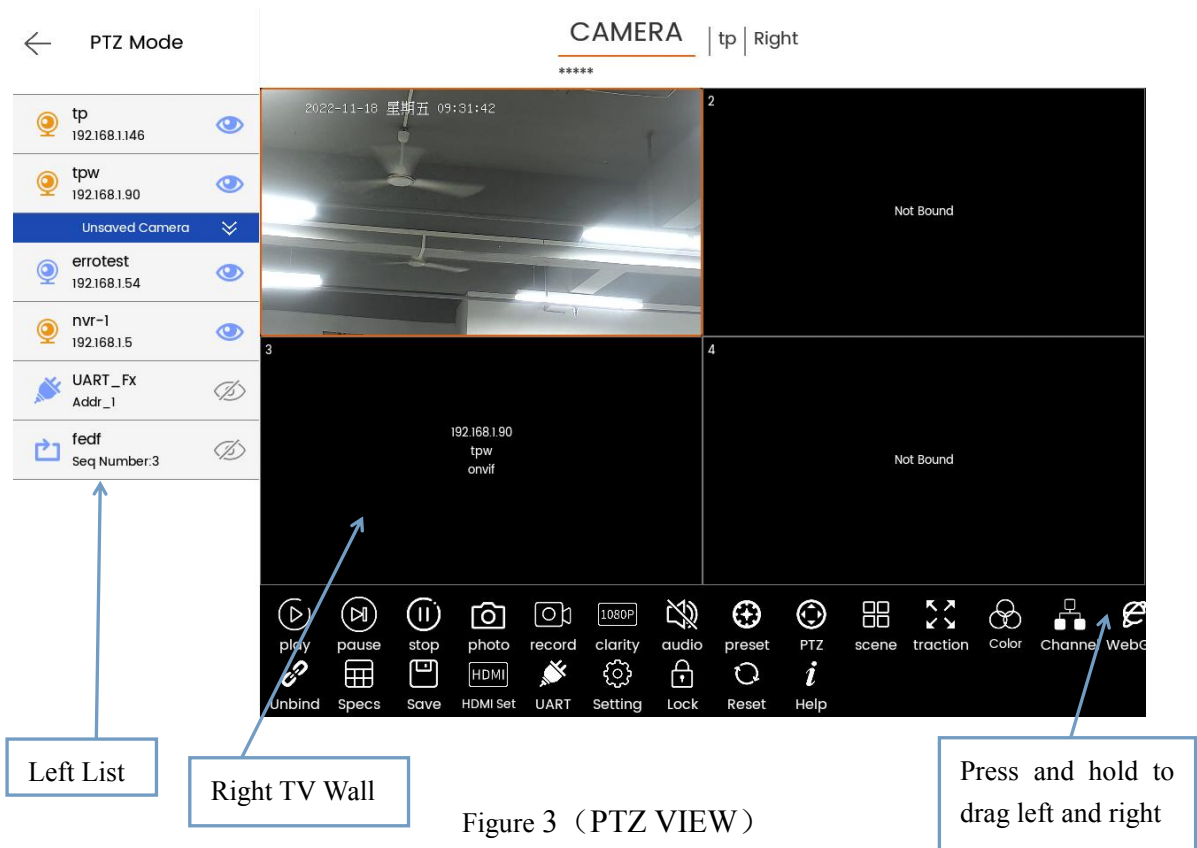 PTZ Mode
CAMERA
tp
Right
*****
tp
192.168.1.146
tpw
192.168.1.90
Unsaved Camera
errotest
192.168.1.54
nvr-1
192.168.1.5
UART_Fx
Addr_1
fedf
Seq Number:3
2022-11-18 星期五 09:31:42
2
Not Bound
3
192.168.1.90
tpw
onvif
4
Not Bound
1080P
play pause stop photo record clarity audio preset PTZ scene traction Color Channel WebG
HDMI
Unbind Specs Save HDMI Set UART Setting Lock Reset Help
Left List
Right TV Wall
Press and hold to
drag left and right
Figure 3（PTZ VIEW）